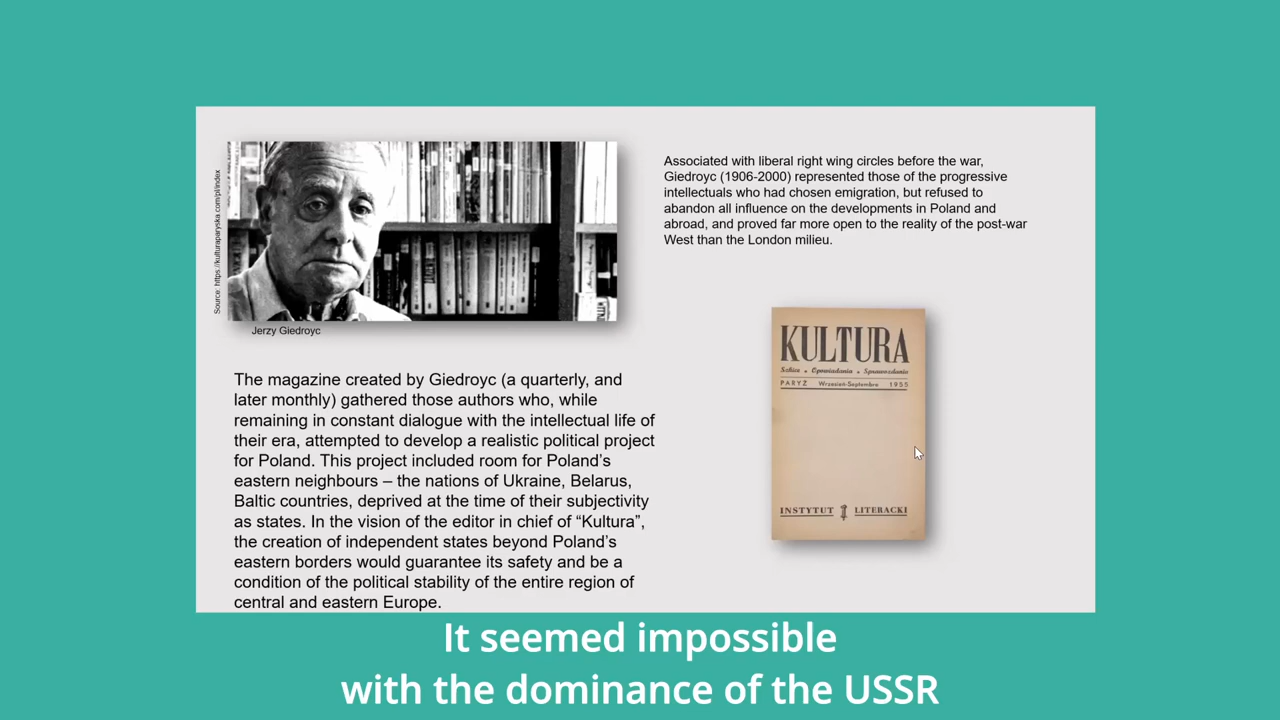 Source: https://kulturaparyska.com/pl/index
Jerzy Giedroyc
Associated with liberal right wing circles before the war,
Giedroyc (1906-2000) represented those of the progressive
intellectuals who had chosen emigration, but refused to
abandon all influence on the developments in Poland and
abroad, and proved far more open to the reality of the post-war
West than the London milieu.
The magazine created by Giedroyc (a quarterly, and
later monthly) gathered those authors who, while
remaining in constant dialogue with the intellectual life of
their era, attempted to develop a realistic political project
for Poland. This project included room for Poland’s
eastern neighbours – the nations of Ukraine, Belarus,
Baltic countries, deprived at the time of their subjectivity
as states. In the vision of the editor in chief of “Kultura”,
the creation of independent states beyond Poland’s
eastern borders would guarantee its safety and be a
condition of the political stability of the entire region of
central and eastern Europe.
KULTURA
Szkice • Opowiadania • Sprawozdania
PARYŻ Wrzesień-Septembre 1955
INSTYTUT LITERACKI
It seemed impossible
with the dominance of the USSR